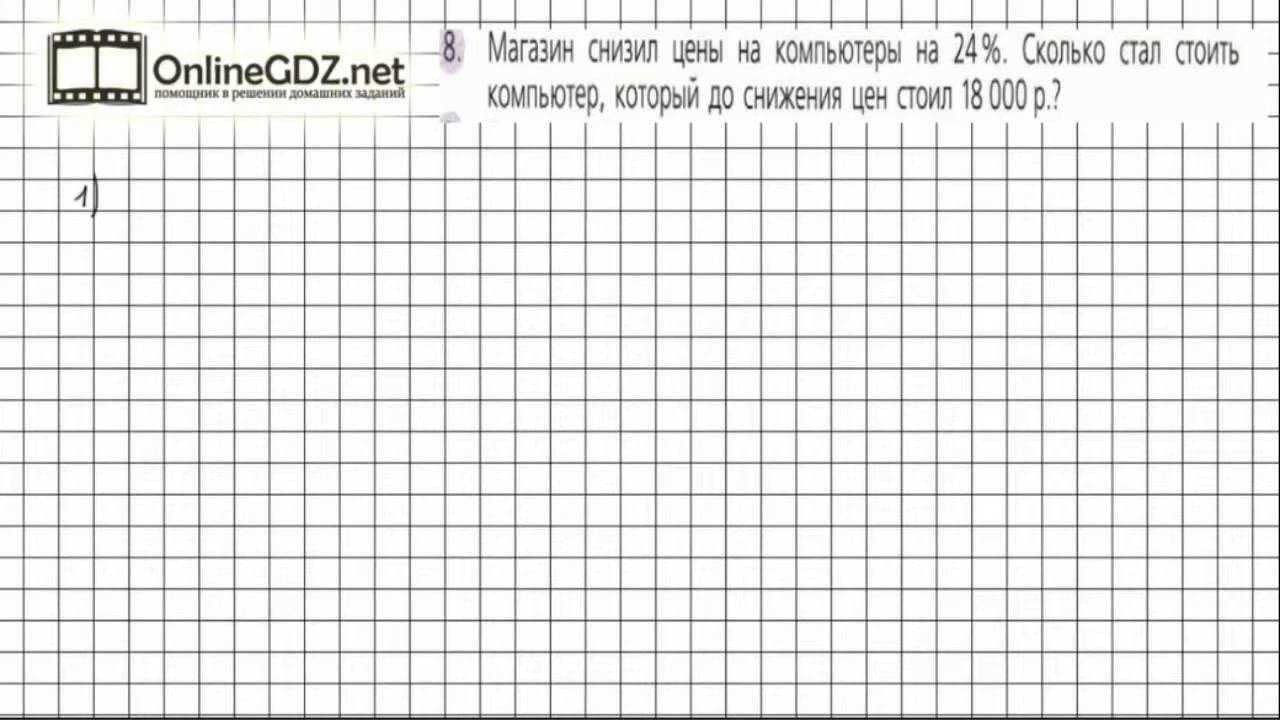 OnlineGDZ.net
помощник в решении домашних заданий
8. Магазин снизил цены на компьютеры на 24 %. Сколько стал стоить
компьютер, который до снижения цен стоил 18 000 р.?
1)